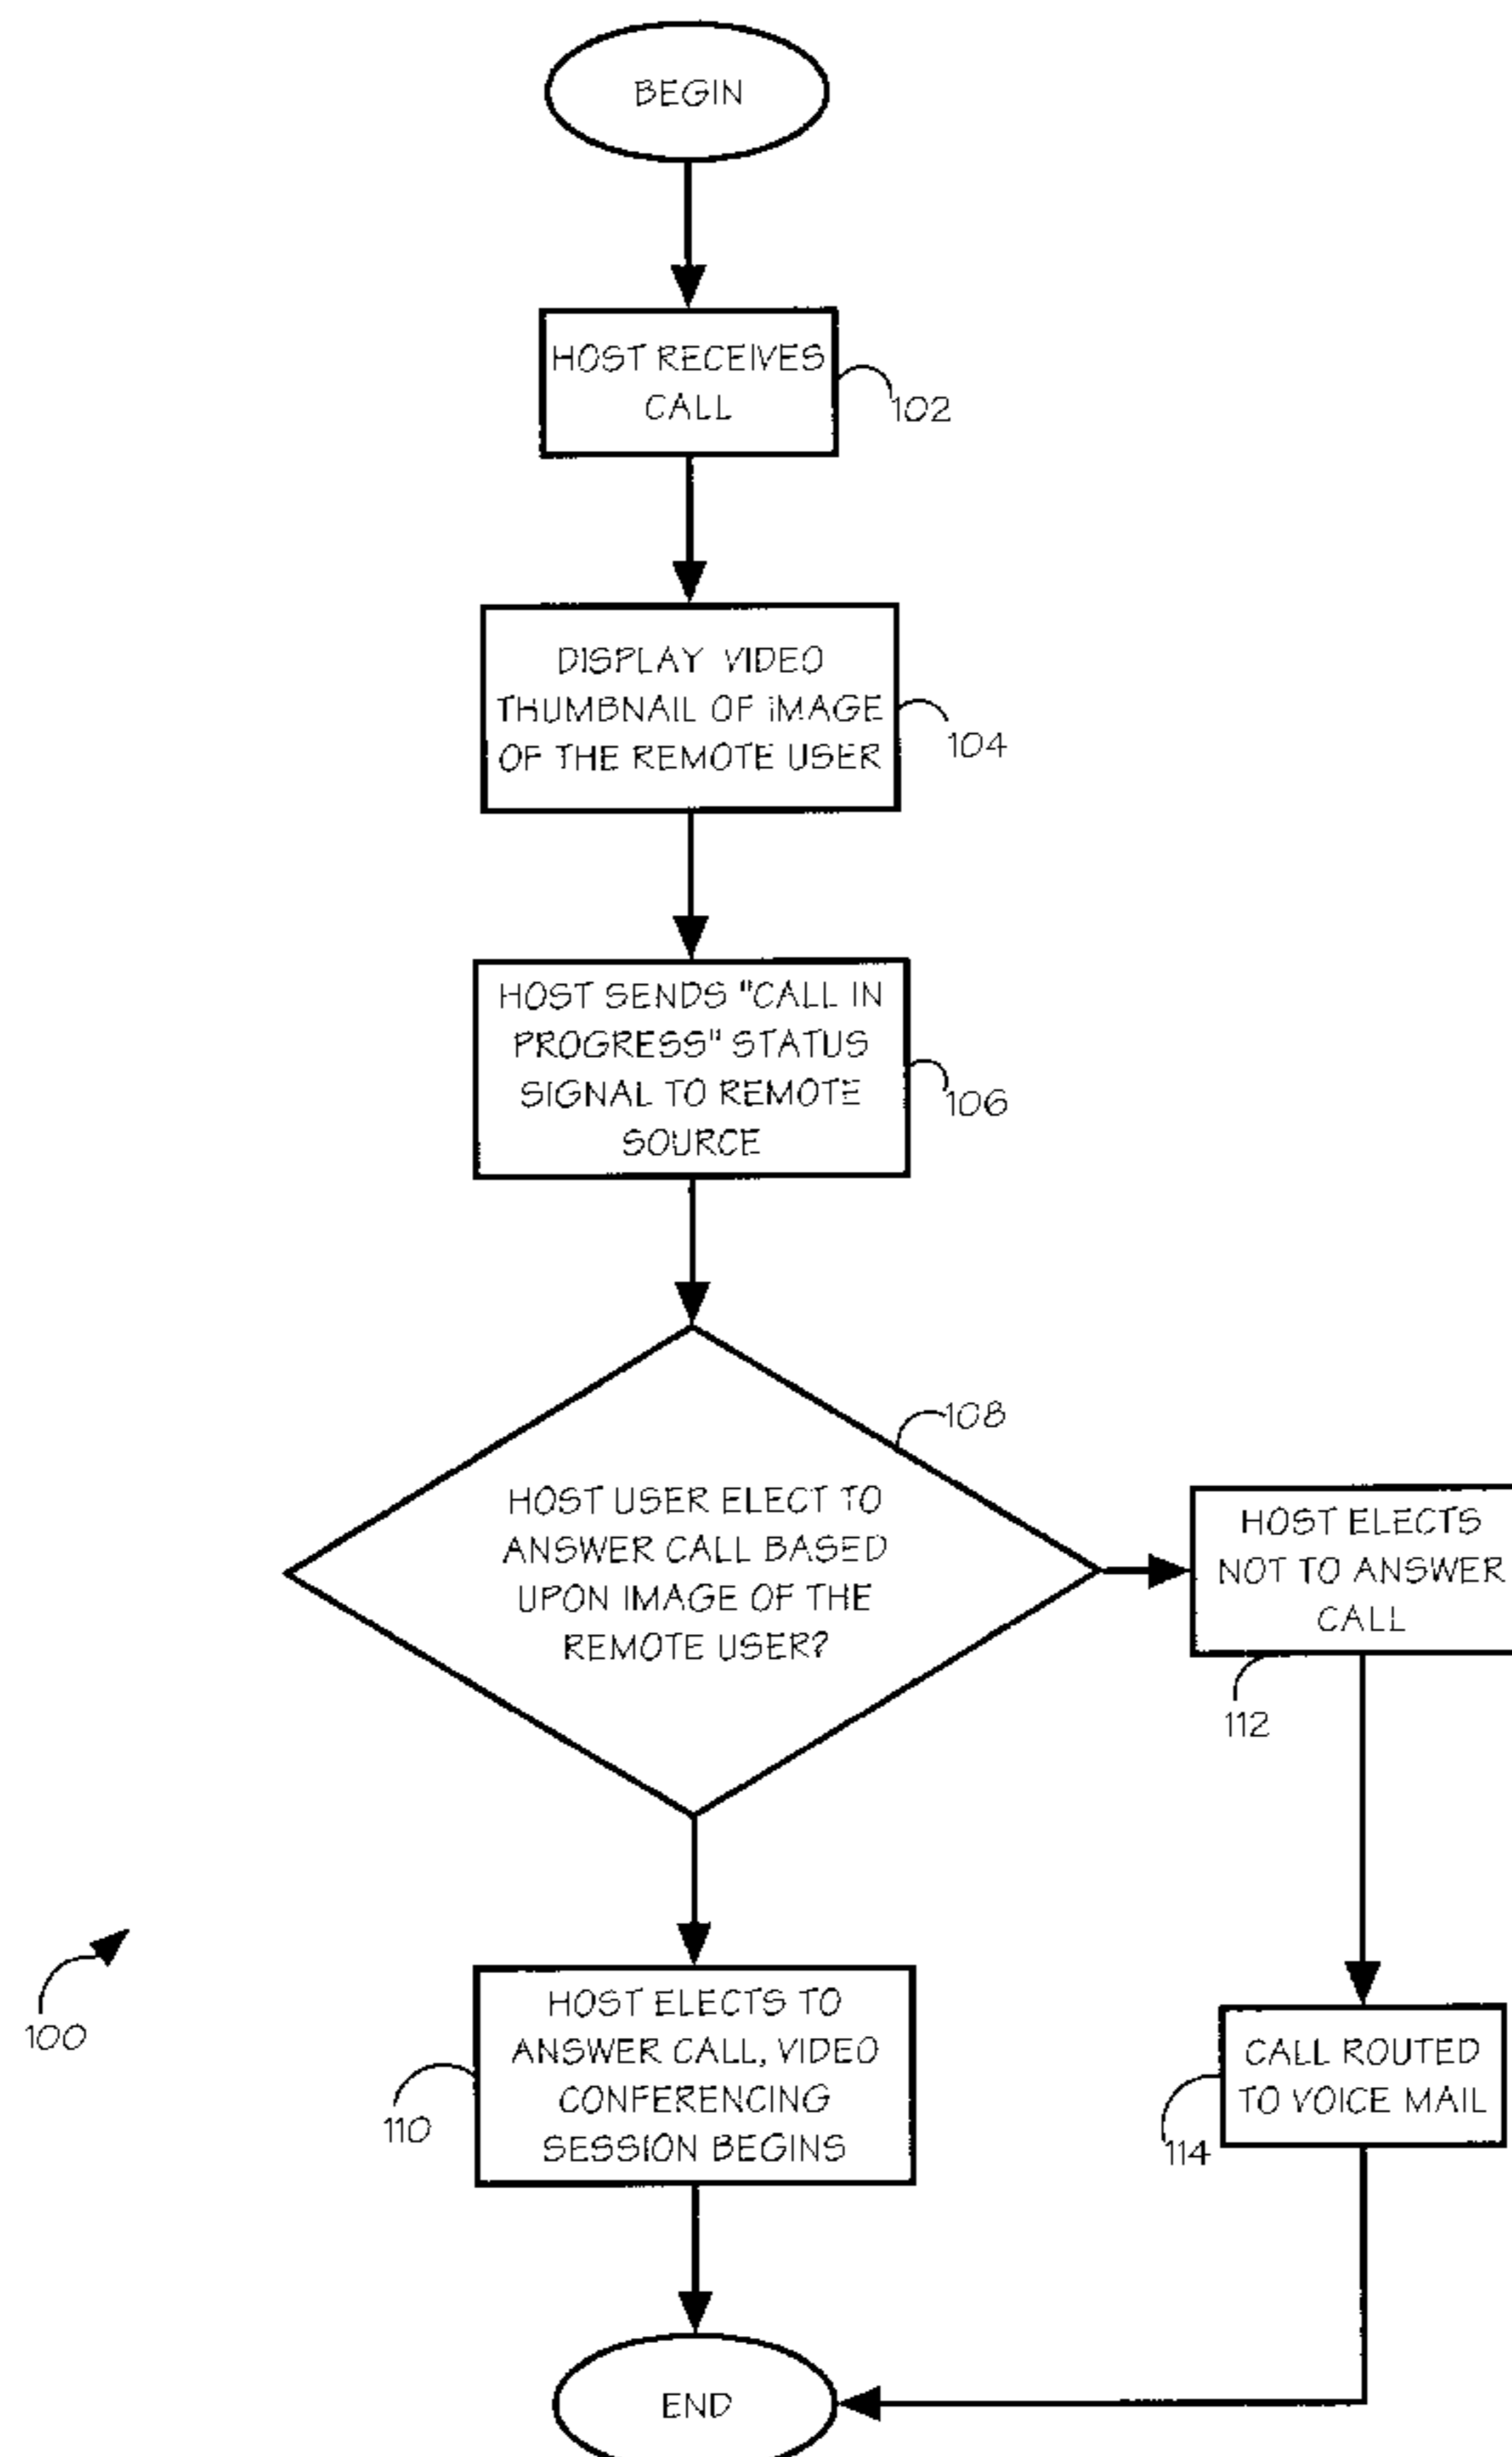 BEGIN
HOST RECEIVES
CALL
102
DISPLAY VIDEO
THUMBNAIL OF iMAGE
OF THE REMOTE USER
104
HOST SENDS "CALL IN
PROGRESS" STATUS
SIGNAL TO REMOTE
SOURCE
106
108
HOST USER ELECT TO
ANSWER CALL BASED
UPON IMAGE OF THE
REMOTE USER?
HOST ELECTS
NOT TO ANSWER
CALL
112
100
HOST ELECTS TO
ANSWER CALL, VIDEO
CONFERENCING
SESSION BEGINS
110
CALL ROUTED
TO VOICE MAIL
114
END